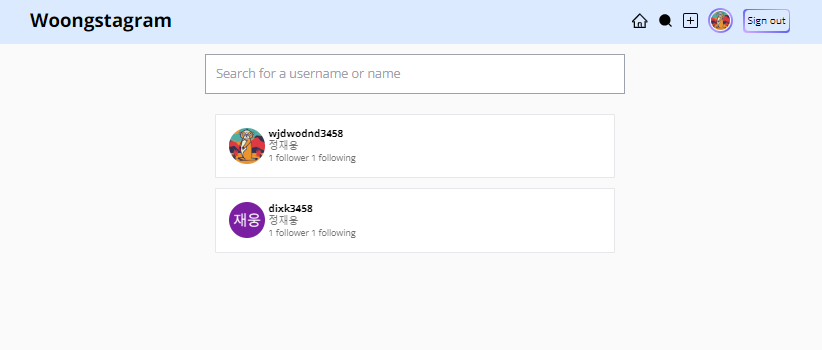 Woongstagram
Sign out
Search for a username or name
wjdwodnd3458
정재웅
1 follower 1 following
재웅
dixk3458
정재웅
1 follower 1 following